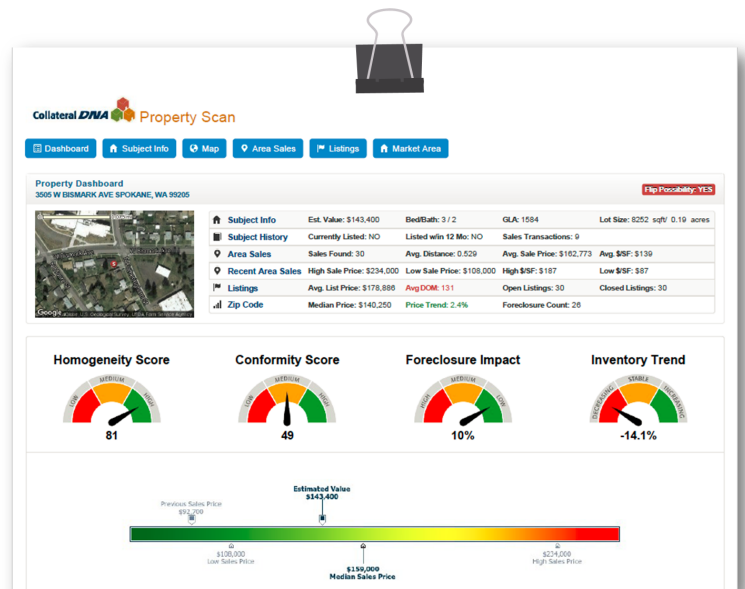 Collateral DNA Property Scan
Dashboard Subject Info Map Area Sales Listings Market Area
Property Dashboard
3505 W BISMARK AVE SPOKANE, WA 99205
Flip Possibility: YES
Subject Info Est. Value: $143,400 Bed/Bath: 3 / 2 GLA: 1584 Lot Size: 8252 sqft/ 0.19 acres
Subject History Currently Listed: NO Listed w/in 12 Mo: NO Sales Transactions: 9
Area Sales Sales Found: 30 Avg. Distance: 0.529 Avg. Sale Price: $162,773 Avg. $/SF: $139
Recent Area Sales High Sale Price: $234,000 Low Sale Price: $108,000 High $/SF: $187 Low $/SF: $87
Listings Avg. List Price: $178,886 Avg DOM: 131 Open Listings: 30 Closed Listings: 30
Zip Code Median Price: $140,250 Price Trend: 2.4% Foreclosure Count: 26
Google
Homogeneity Score Conformity Score Foreclosure Impact Inventory Trend
LOW MEDIUM HIGH LOW MEDIUM HIGH HIGH MEDIUM LOW DECREASING STABLE INCREASING
81 49 10% -14.1%
Estimated Value
$143,400
Previous Sales Price
$92,700
$108,000
Low Sales Price
$159,000
Median Sales Price
$234,000
High Sales Price